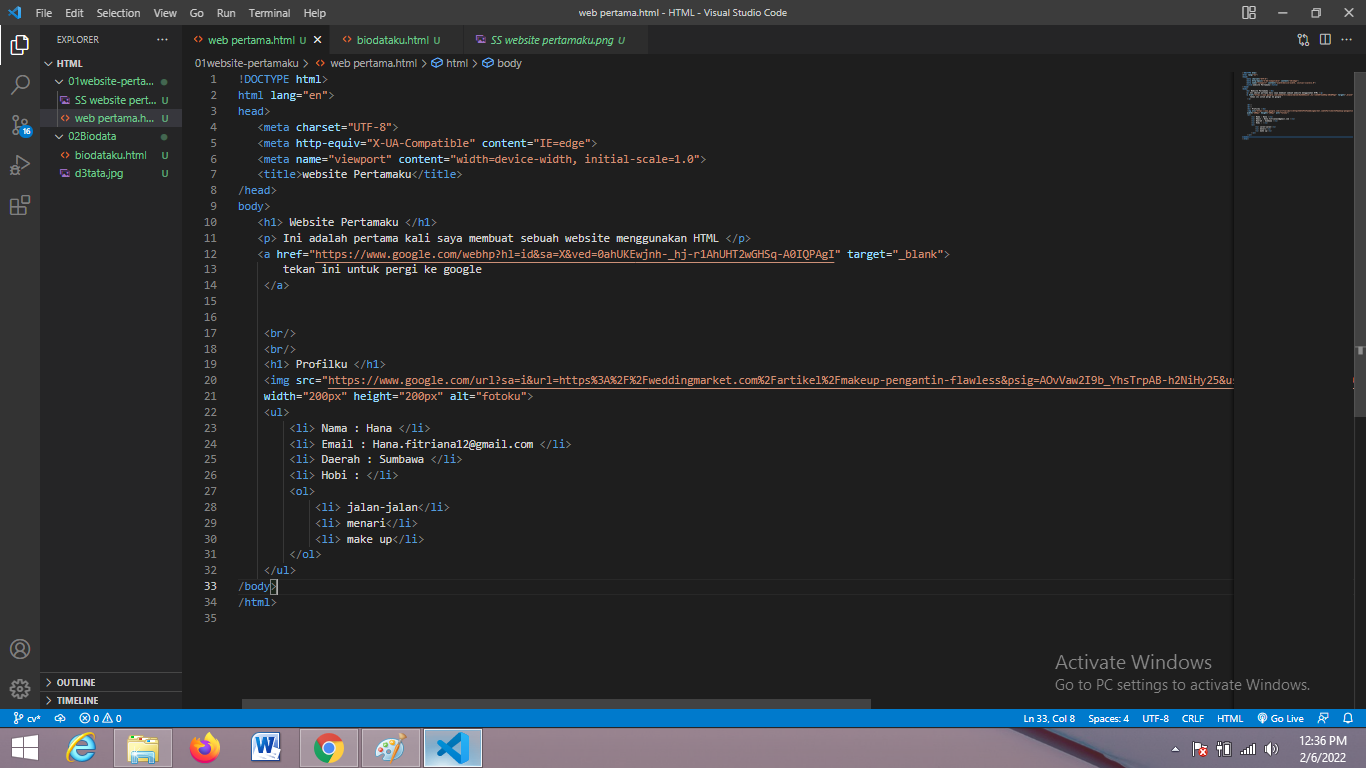 File Edit Selection View Go Run Terminal Help
web pertama.html - HTML - Visual Studio Code
EXPLORER
HTML
01website-perta...
SS website pert... U
web pertama.h... U
02Biodata
biodataku.html U
d3tata.jpg U
OUTLINE
TIMELINE
16
web pertama.html U
biodataku.html U
SS website pertamaku.png U
01website-pertamaku > web pertama.html > html > body
1 !DOCTYPE html>
2 html lang="en">
3 head>
4 <meta charset="UTF-8">
5 <meta http-equiv="X-UA-Compatible" content="IE=edge">
6 <meta name="viewport" content="width=device-width, initial-scale=1.0">
7 <title>website Pertamaku</title>
8 /head>
9 body>
10 <h1> Website Pertamaku </h1>
11 <p> Ini adalah pertama kali saya membuat sebuah website menggunakan HTML </p>
12 <a href="https://www.google.com/webhp?hl=id&sa=X&ved=0ahUKEwjnh-_hj-r1AhUHT2wGHSq-A0IQPAgI" target="_blank">
13 tekan ini untuk pergi ke google
14 </a>
15
16
17 <br/>
18 <br/>
19 <h1> Profilku </h1>
20 <img src="https://www.google.com/url?sa=i&url=https%3A%2F%2Fweddingmarket.com%2Fartikel%2Fmakeup-pengantin-flawless&psig=AOvVaw2I9b_YhsTrpAB-h2NiHy25&us
21 width="200px" height="200px" alt="fotoku">
22 <ul>
23 <li> Nama : Hana </li>
24 <li> Email : Hana.fitriana12@gmail.com </li>
25 <li> Daerah : Sumbawa </li>
26 <li> Hobi : </li>
27 <ol>
28 <li> jalan-jalan</li>
29 <li> menari</li>
30 <li> make up</li>
31 </ol>
32 </ul>
33 /body>
34 /html>
35
Activate Windows
Go to PC settings to activate Windows.
cv* 0 0
Ln 33, Col 8 Spaces: 4 UTF-8 CRLF HTML Go Live
12:36 PM
2/6/2022